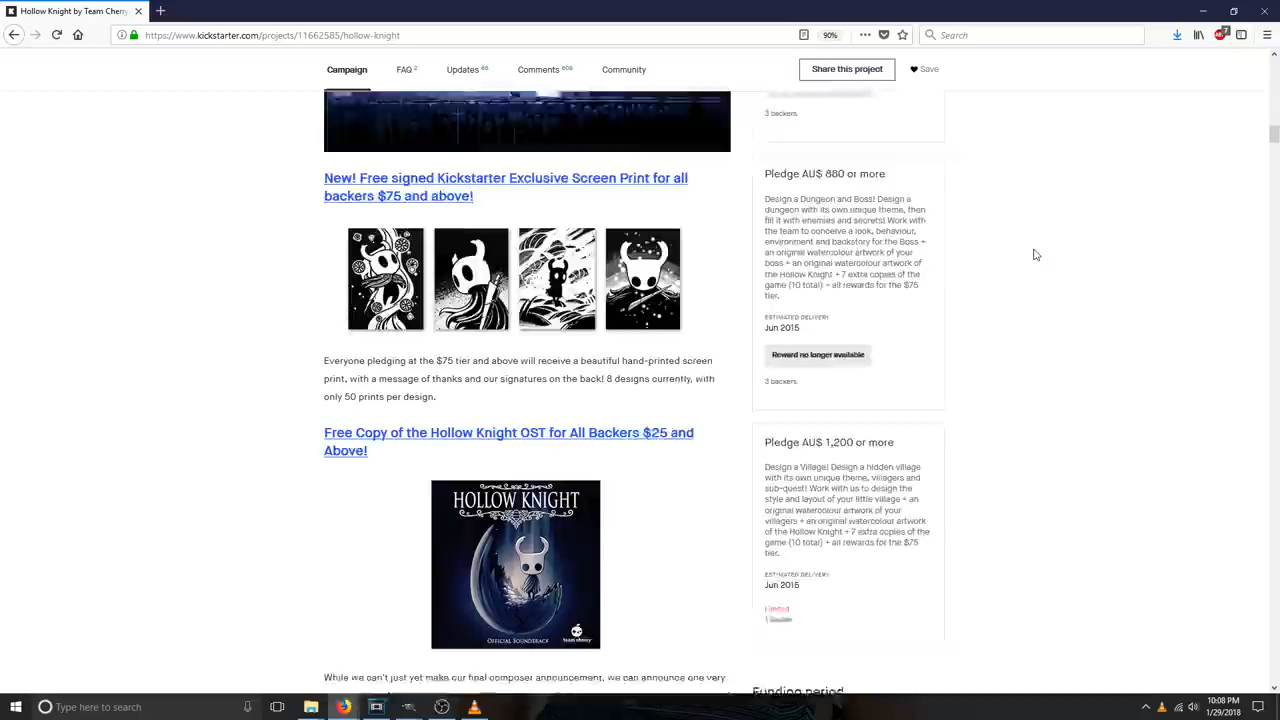 Hollow Knight by Team Cherry
https://www.kickstarter.com/projects/11662585/hollow-knight
90%
Search
Campaign
FAQ 2
Updates 65
Comments 609
Community
Share this project
Save
New! Free signed Kickstarter Exclusive Screen Print for all
backers $75 and above!
Everyone pledging at the $75 tier and above will receive a beautiful hand-printed screen
print, with a message of thanks and our signatures on the back! 8 designs currently, with
only 50 prints per design.
Free Copy of the Hollow Knight OST for All Backers $25 and
Above!
HOLLOW KNIGHT
OFFICIAL SOUNDTRACK
team cherry
While we can't just yet make our final composer announcement, we can announce one very
3 backers
Pledge AU$ 880 or more
Design a Dungeon and Boss! Design a
dungeon with its own unique theme, then
fill it with enemies and secrets! Work with
the team to conceive a look, behaviour,
environment and backstory for the Boss +
an original watercolour artwork of your
boss + an original watercolour artwork of
the Hollow Knight + 7 extra copies of the
game (10 total) + all rewards for the $75
tier.
ESTIMATED DELIVERY
Jun 2015
Reward no longer available
3 backers
Pledge AU$ 1,200 or more
Design a Village! Design a hidden village
with its own unique theme, villagers and
sub-quest! Work with us to design the
style and layout of your little village + an
original watercolour artwork of your
villagers + an original watercolour artwork
of the Hollow Knight + 7 extra copies of the
game (10 total) + all rewards for the $75
tier.
ESTIMATED DELIVERY
Jun 2015
Limited
Funding period
Type here to search
10:08 PM
1/29/2018